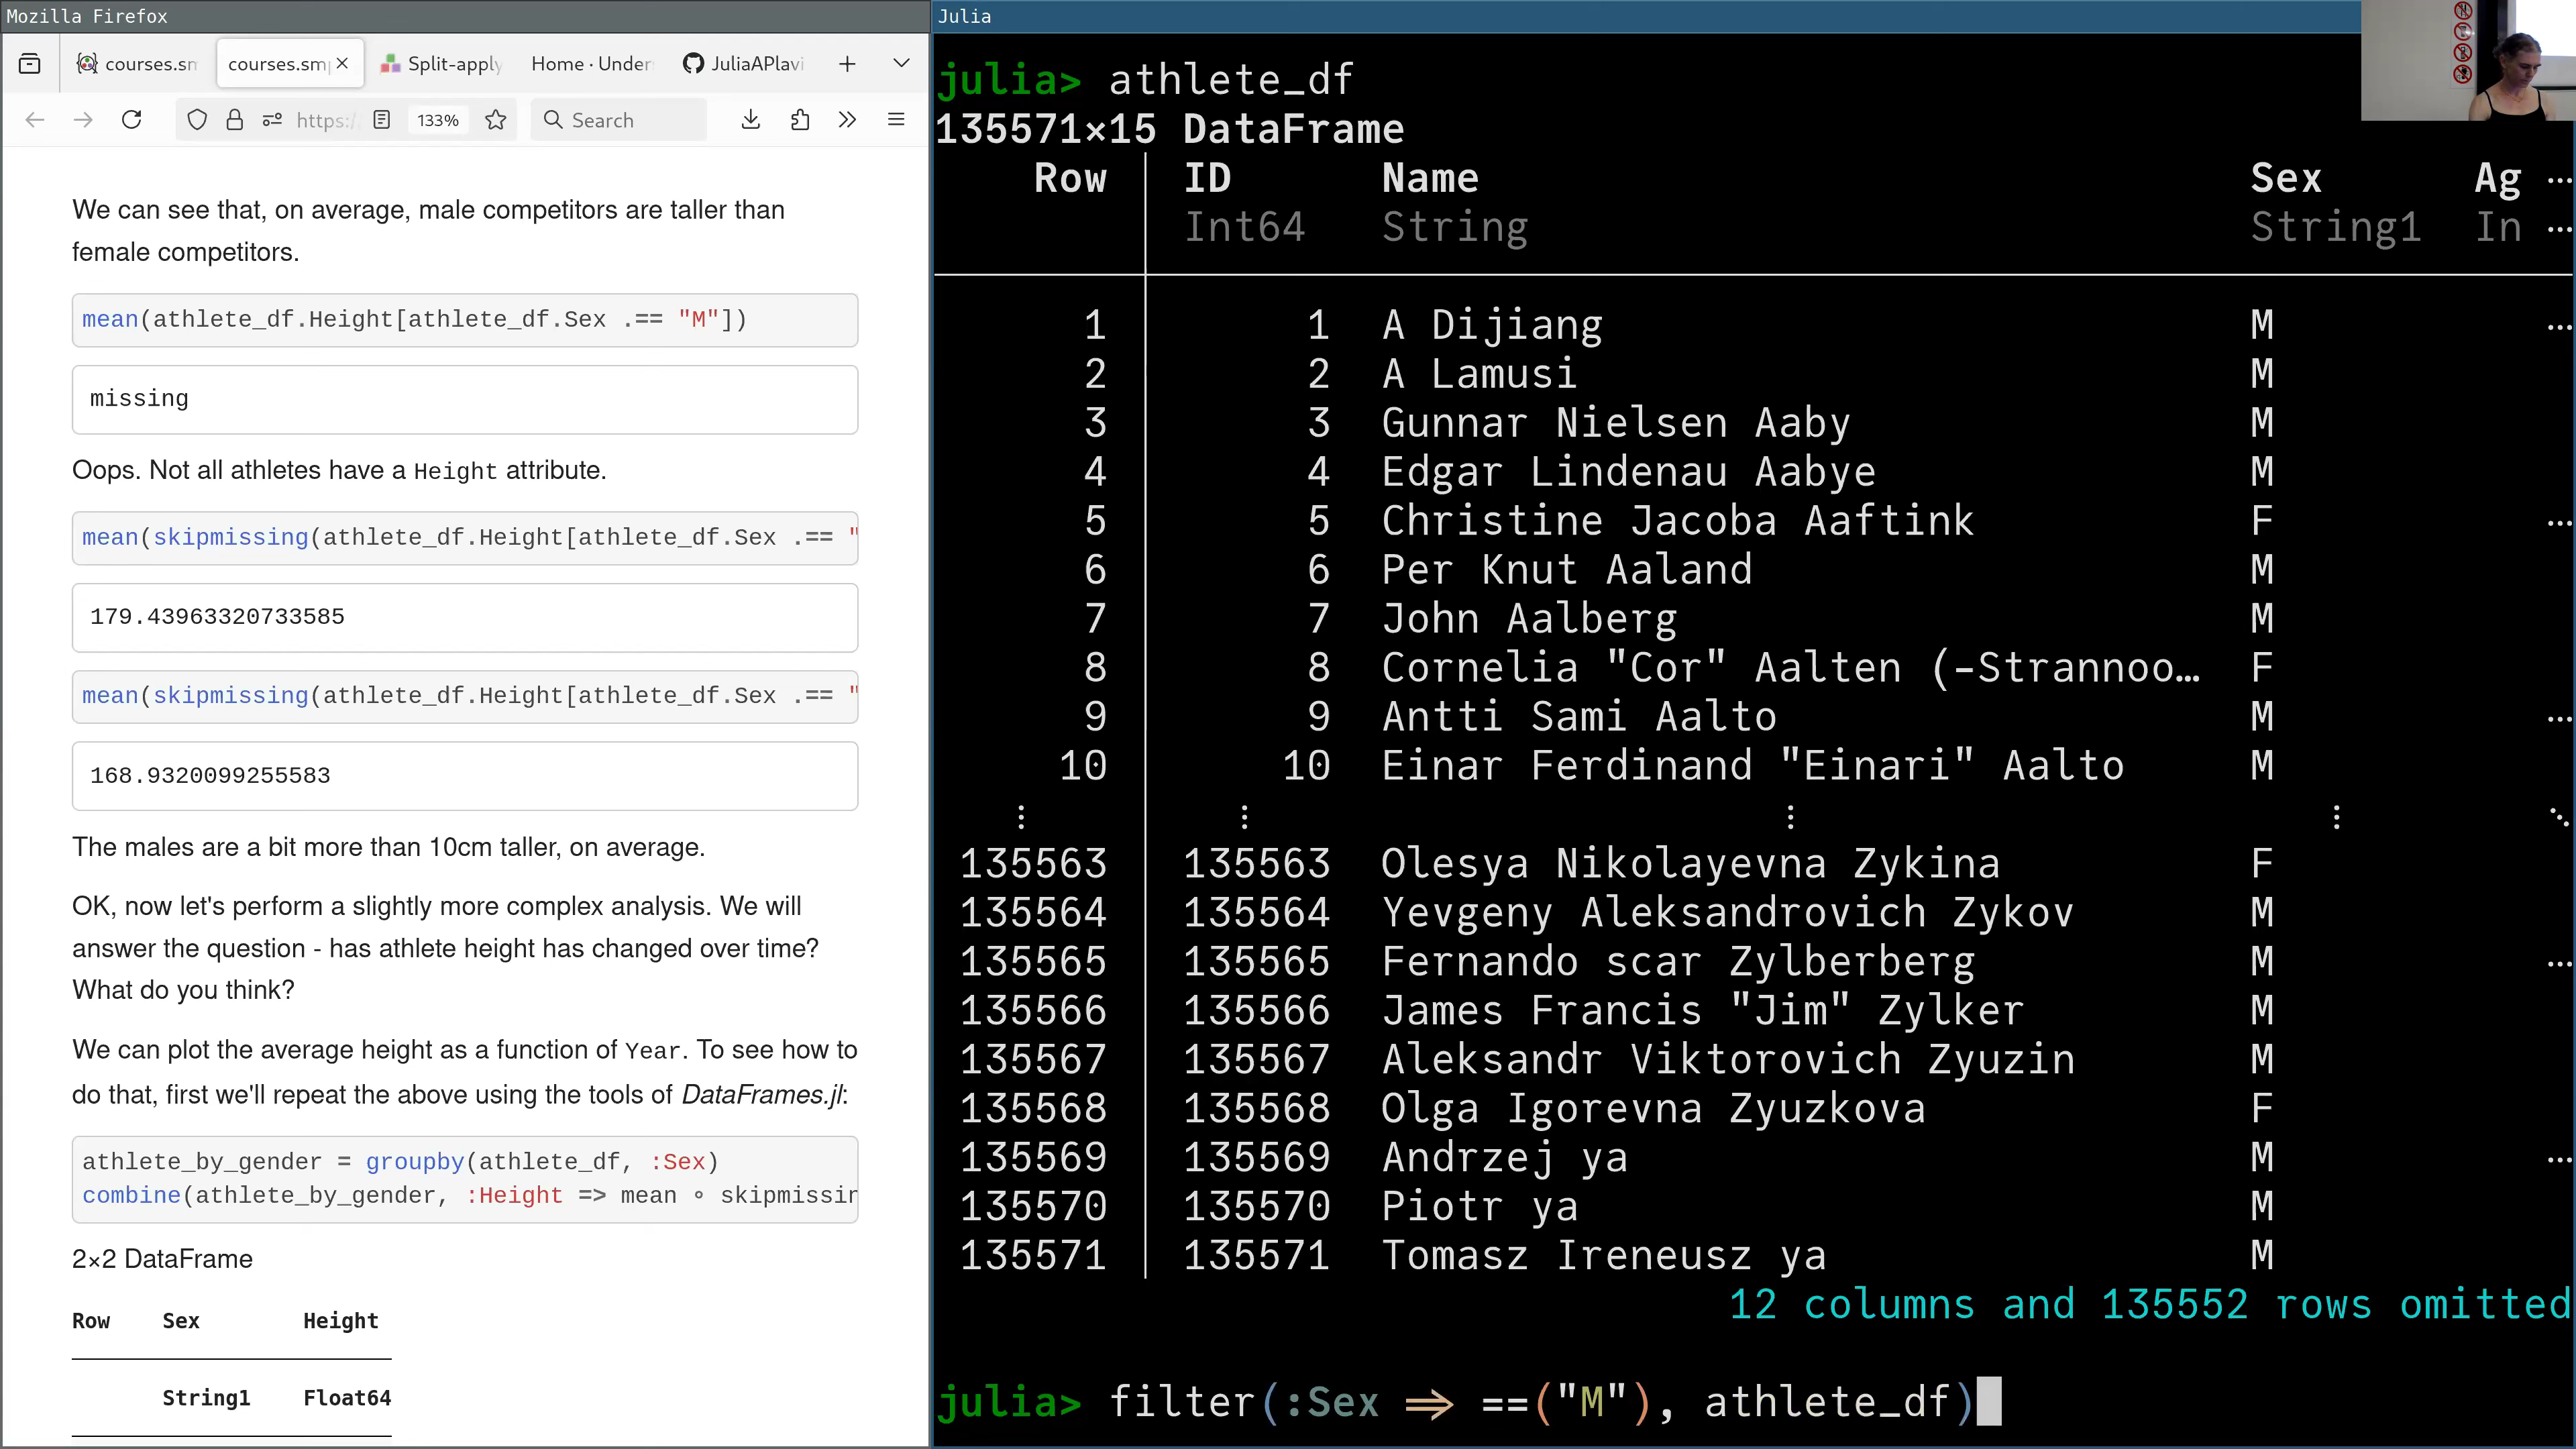 Mozilla Firefox
courses.sm
courses.smp
Split-apply
Home · Under
JuliaAPlavi
https:/
133%
Search
We can see that, on average, male competitors are taller than
female competitors.
mean(athlete_df.Height[athlete_df.Sex .== "M"])
missing
Oops. Not all athletes have a Height attribute.
mean(skipmissing(athlete_df.Height[athlete_df.Sex .== "
179.43963320733585
mean(skipmissing(athlete_df.Height[athlete_df.Sex .== "
168.9320099255583
The males are a bit more than 10cm taller, on average.
OK, now let's perform a slightly more complex analysis. We will
answer the question - has athlete height has changed over time?
What do you think?
We can plot the average height as a function of Year. To see how to
do that, first we'll repeat the above using the tools of DataFrames.jl:
athlete_by_gender = groupby(athlete_df, :Sex)
combine(athlete_by_gender, :Height => mean ∘ skipmissin
2×2 DataFrame
Row Sex Height
String1 Float64
Julia
julia> athlete_df
135571×15 DataFrame
Row ID Name Sex Ag ⋯
Int64 String String1 In ⋯
1 1 A Dijiang M ⋯
2 2 A Lamusi M
3 3 Gunnar Nielsen Aaby M
4 4 Edgar Lindenau Aabye M
5 5 Christine Jacoba Aaftink F ⋯
6 6 Per Knut Aaland M
7 7 John Aalberg M
8 8 Cornelia "Cor" Aalten (-Strannoo… F
9 9 Antti Sami Aalto M ⋯
10 10 Einar Ferdinand "Einari" Aalto M
⋮ ⋮ ⋮ ⋮ ⋱
135563 135563 Olesya Nikolayevna Zykina F
135564 135564 Yevgeny Aleksandrovich Zykov M
135565 135565 Fernando scar Zylberberg M ⋯
135566 135566 James Francis "Jim" Zylker M
135567 135567 Aleksandr Viktorovich Zyuzin M
135568 135568 Olga Igorevna Zyuzkova F
135569 135569 Andrzej ya M ⋯
135570 135570 Piotr ya M
135571 135571 Tomasz Ireneusz ya M
12 columns and 135552 rows omitted
julia> filter(:Sex => ==("M"), athlete_df)